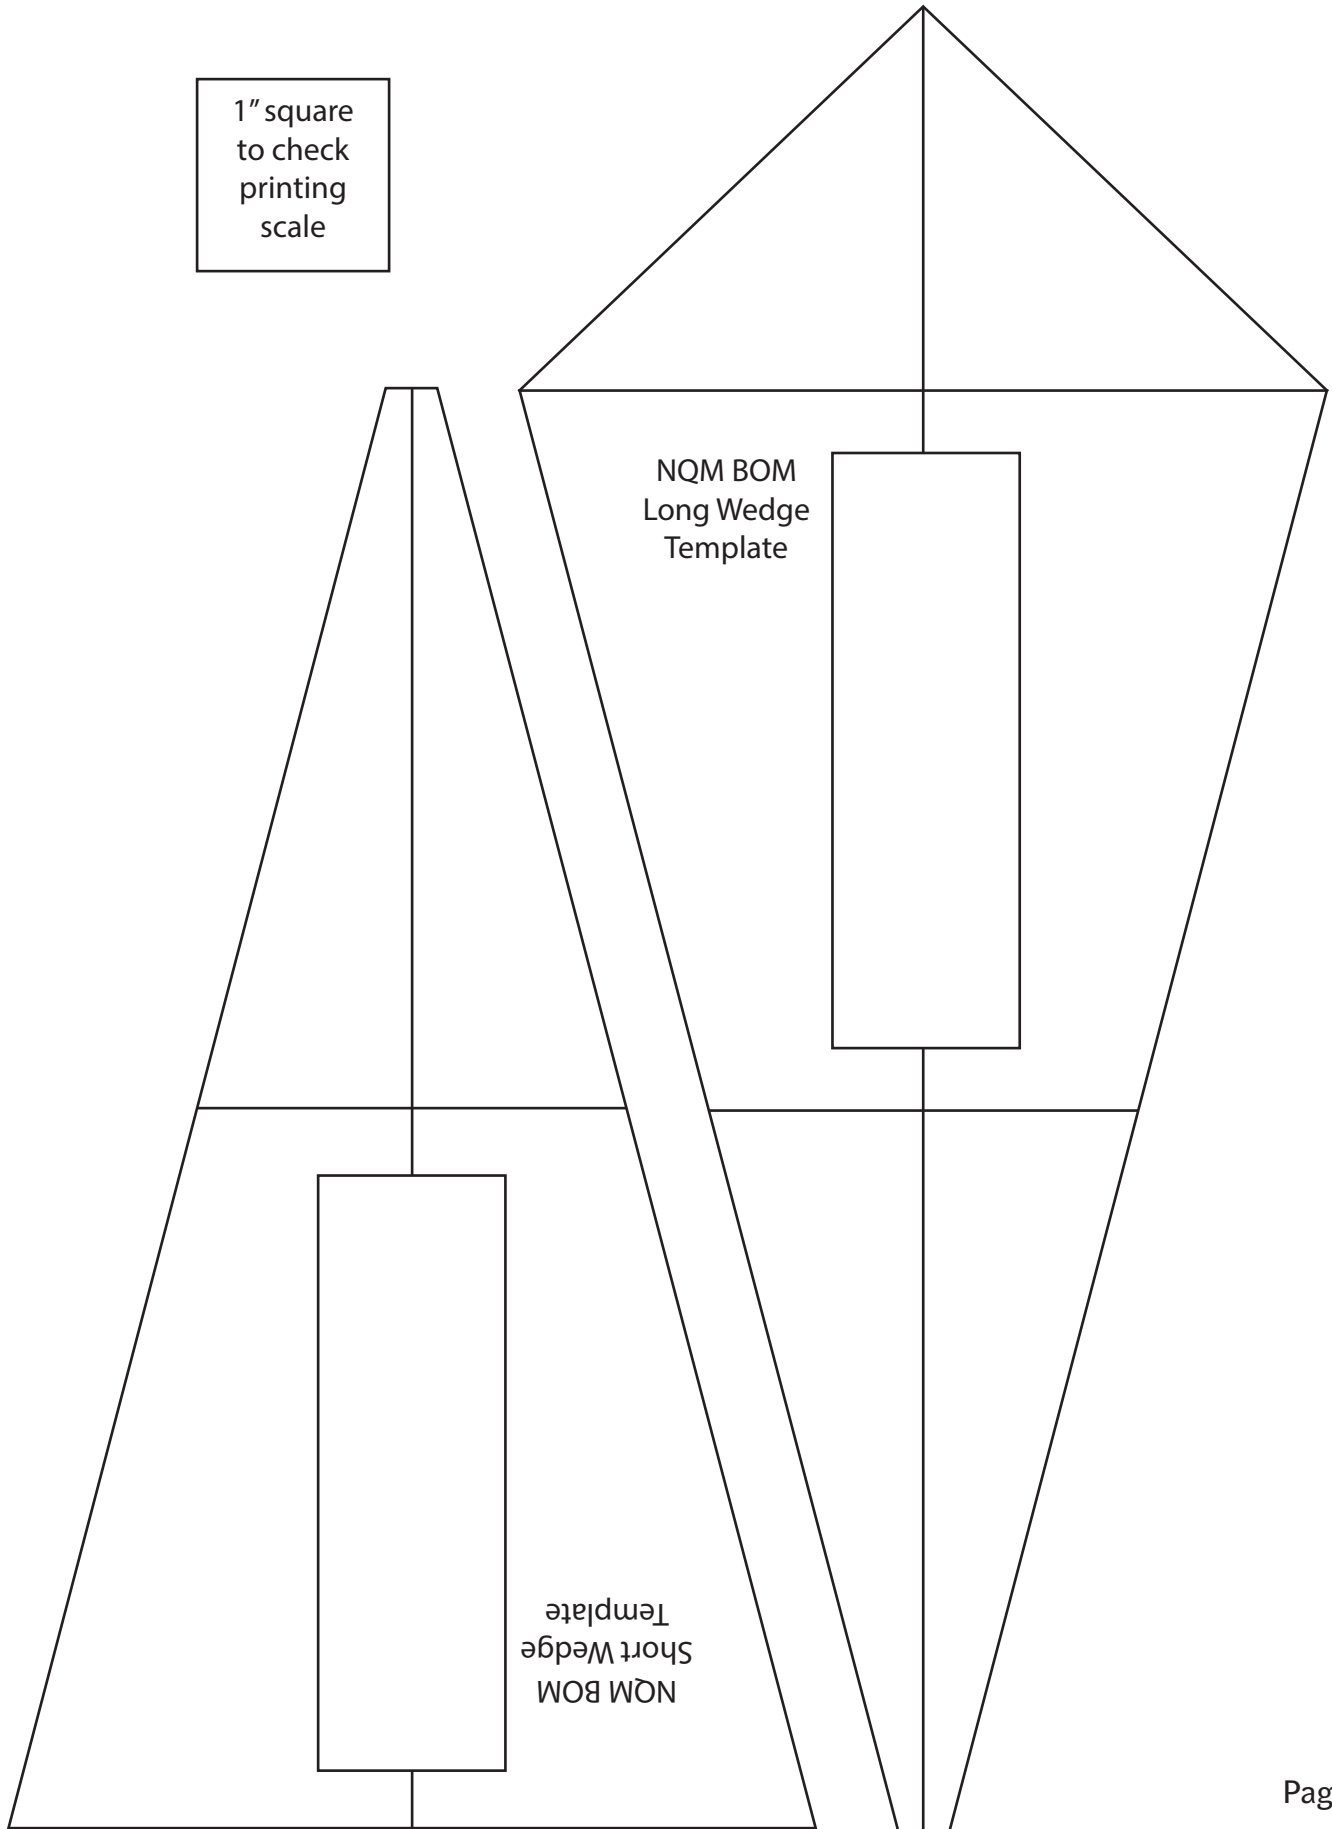 1" square
to check
printing
scale
NQM BOM
Long Wedge
Template
NQM BOM
Short Wedge
Template
Pag